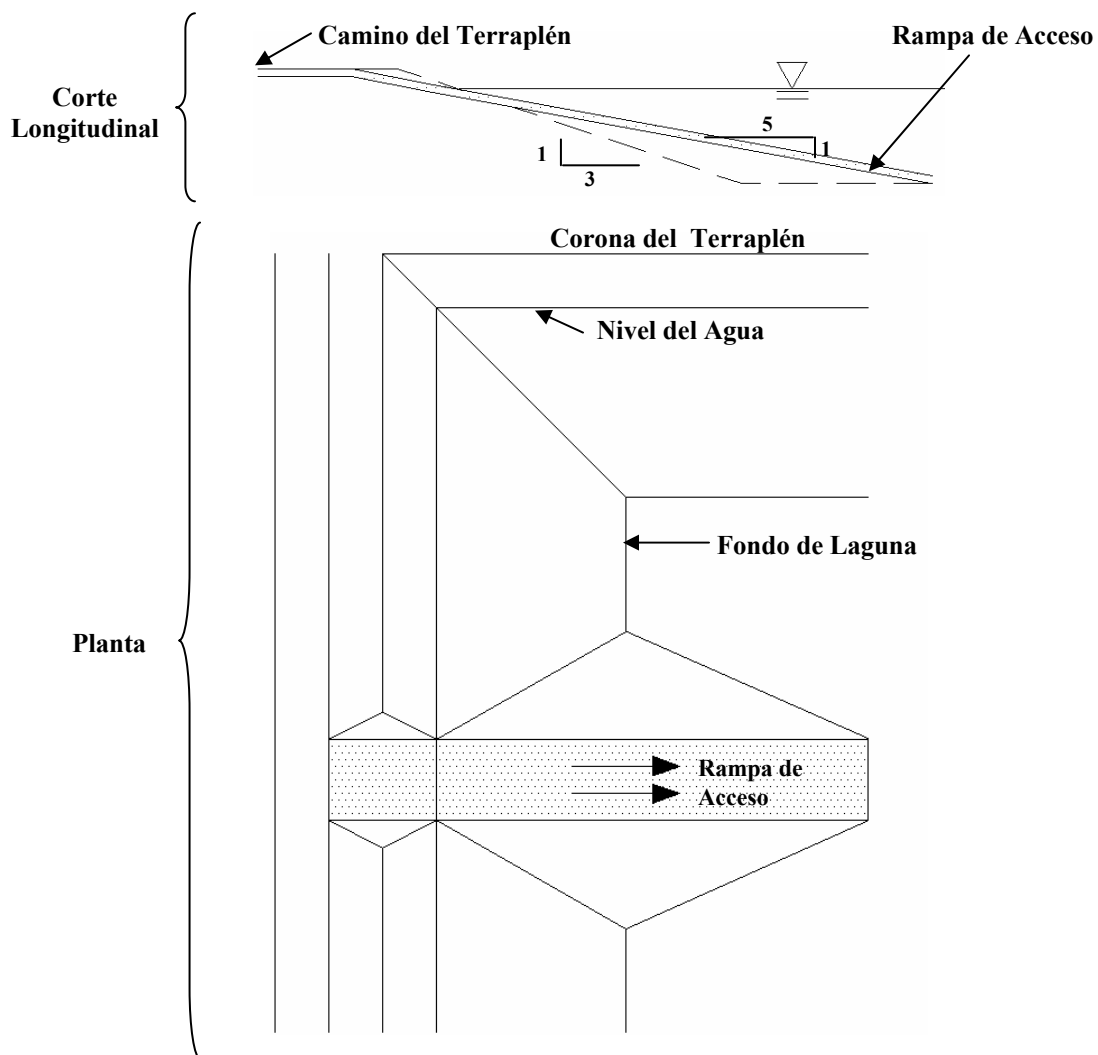 Camino del Terraplén
Rampa de Acceso
Corte
Longitudinal
5
1
1
3
Corona del Terraplén
Nivel del Agua
Fondo de Laguna
Planta
Rampa de
Acceso